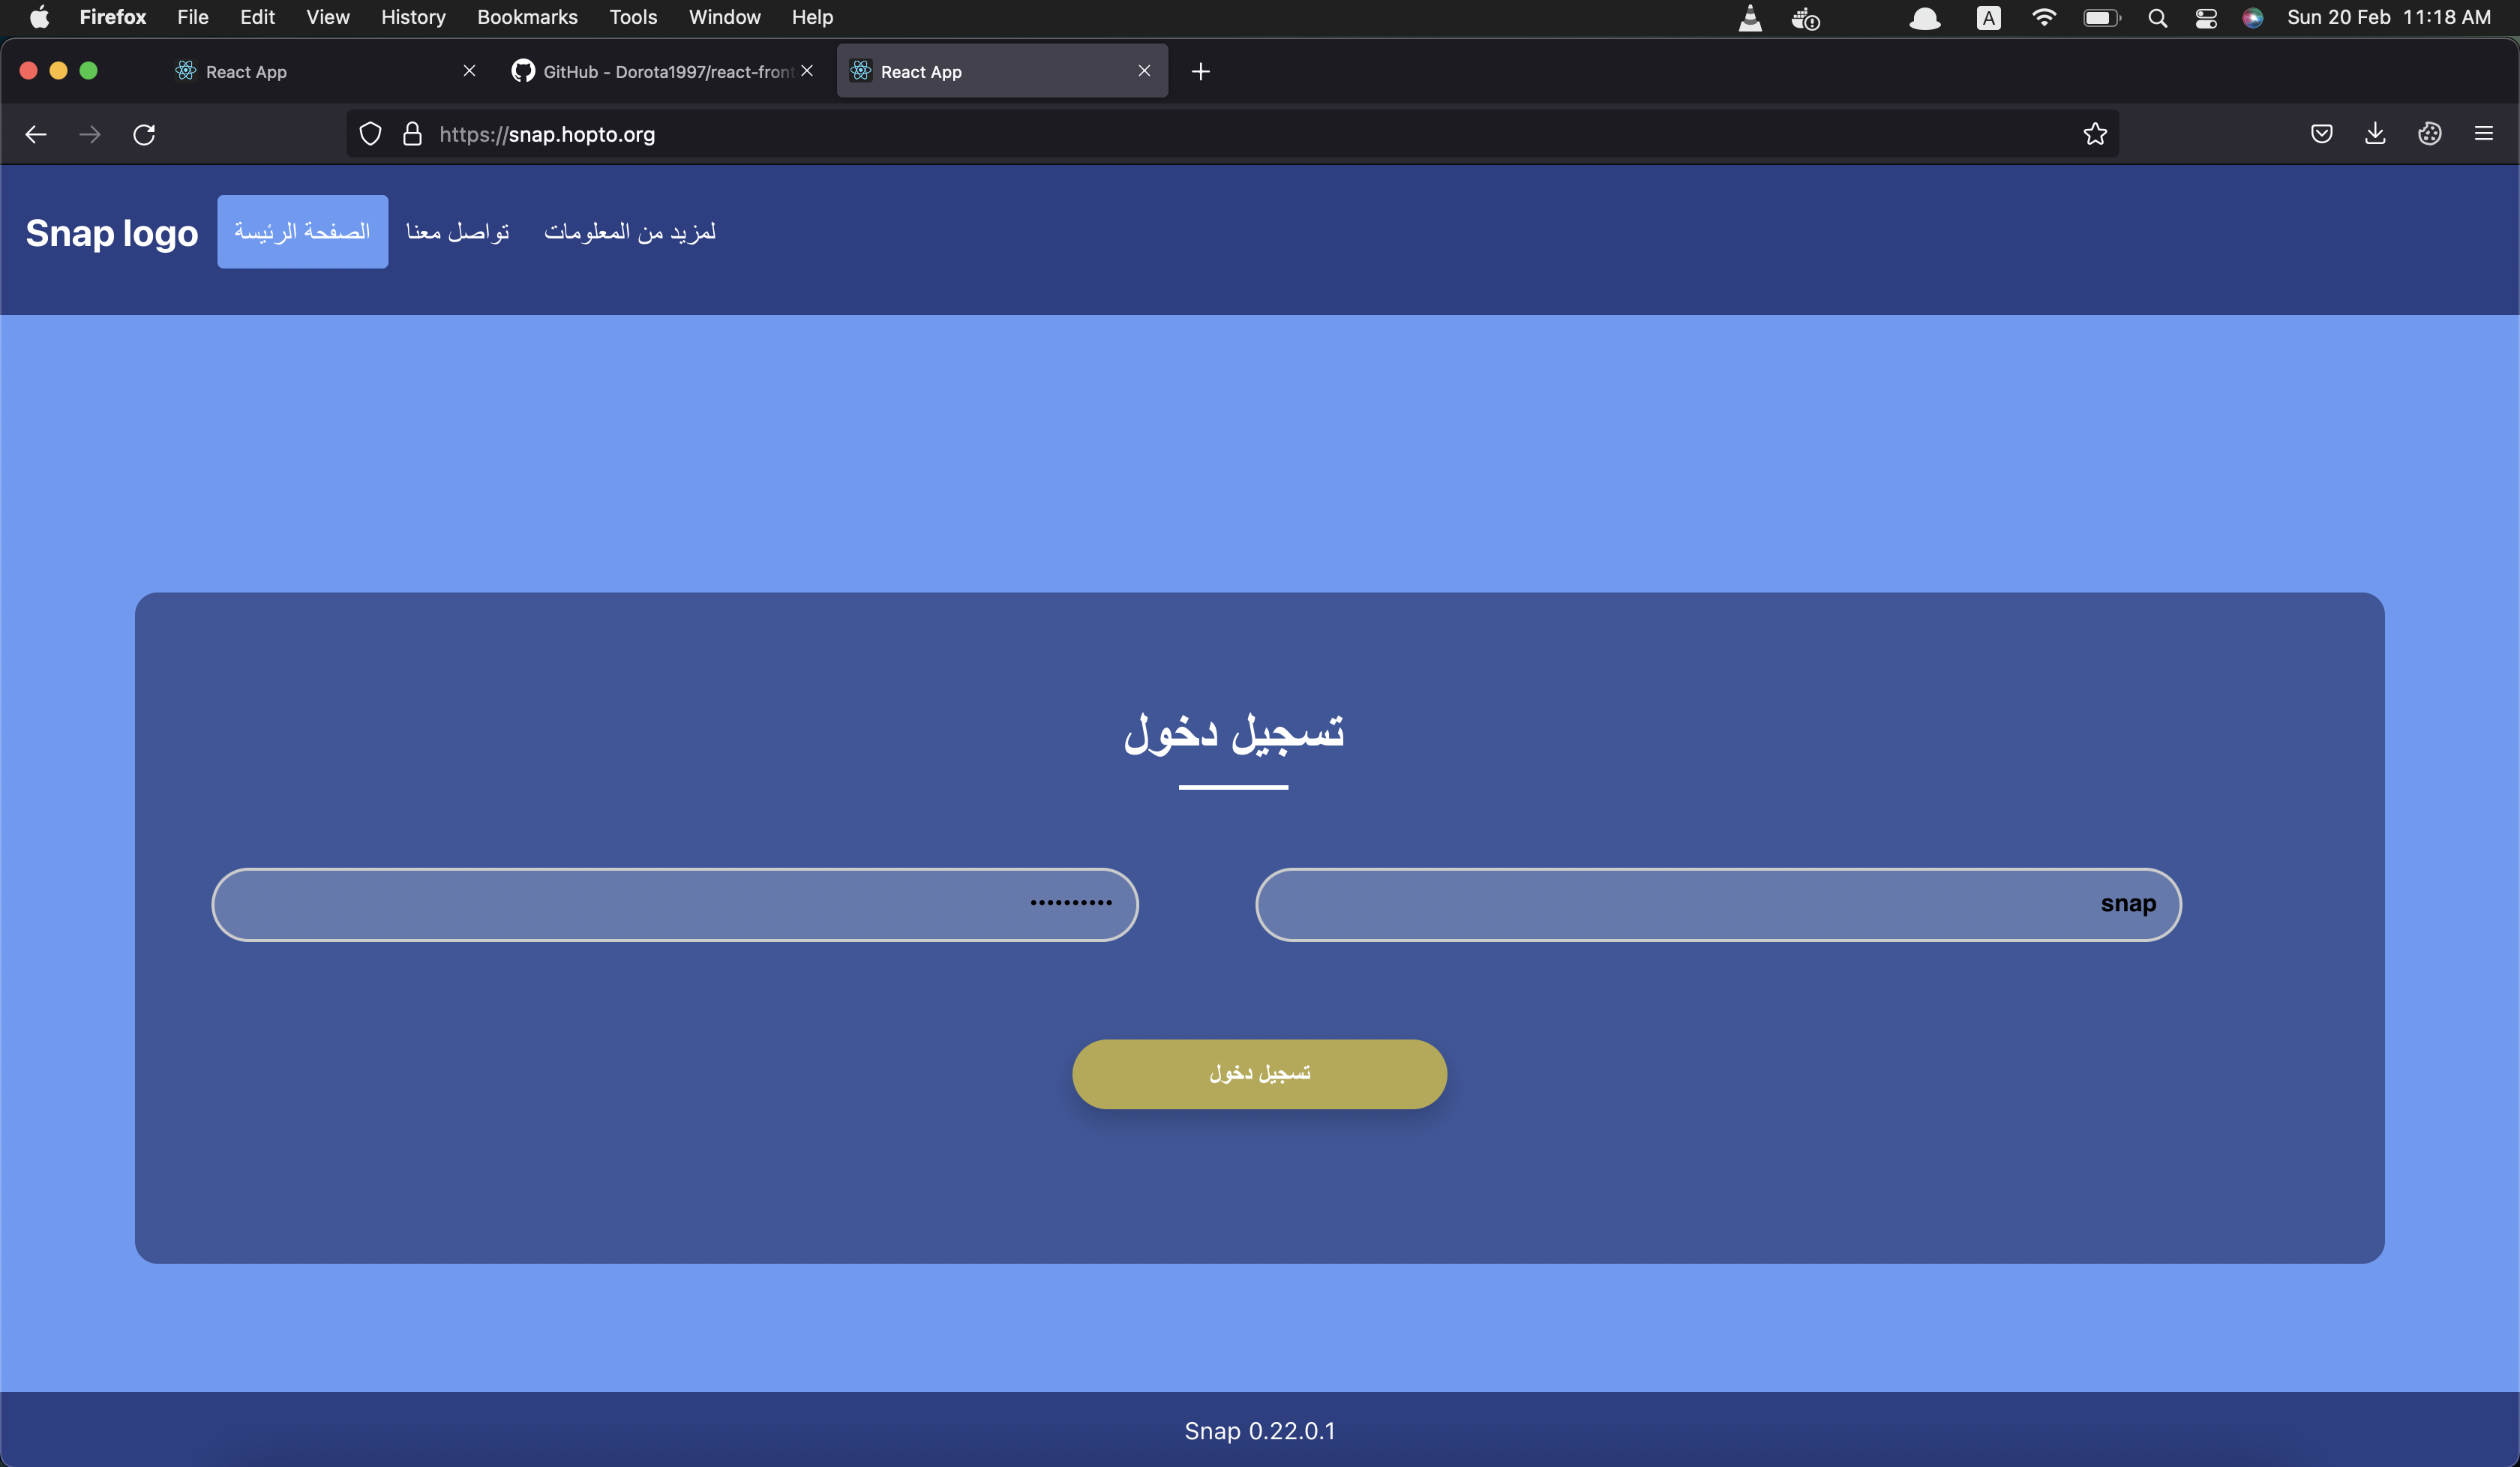 Firefox File Edit View History Bookmarks Tools Window Help A Sun 20 Feb 11:18 AM
React App GitHub - Dorota1997/react-front React App
https://snap.hopto.org
Snap logo الصفحة الرئيسة تواصل معنا لمزيد من المعلومات
تسجيل دخول
•••••••••• snap
تسجيل دخول
Snap 0.22.0.1